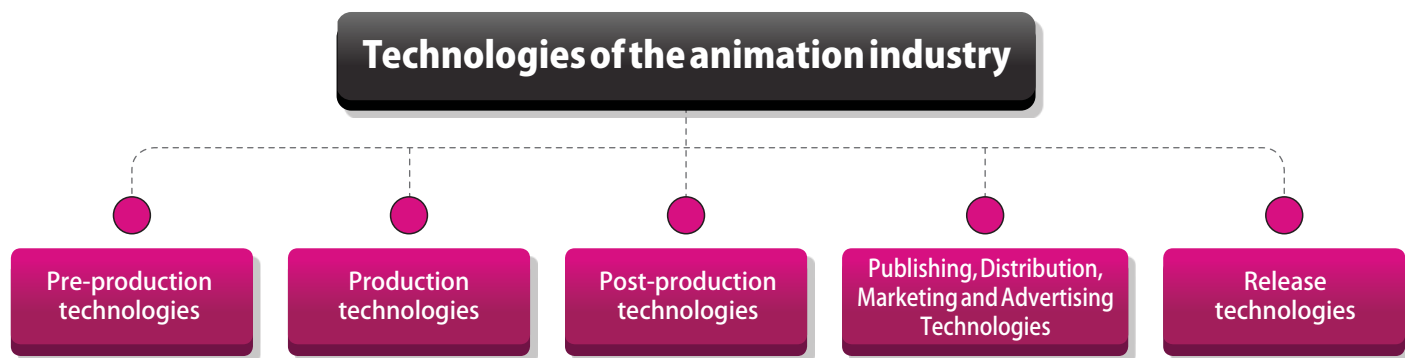 Technologies of the animation industry
Pre-production
technologies
Production
technologies
Post-production
technologies
Publishing, Distribution,
Marketing and Advertising
Technologies
Release
technologies